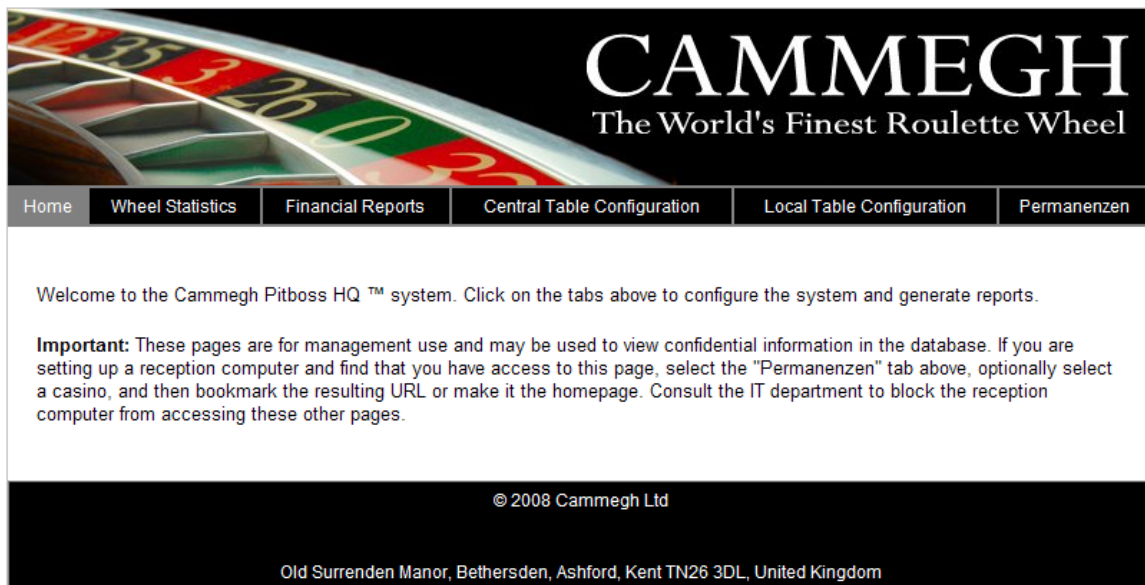 12 35 3 26 0 32
CAMMEGH
The World's Finest Roulette Wheel
Home Wheel Statistics Financial Reports Central Table Configuration Local Table Configuration Permanenzen
Welcome to the Cammegh Pitboss HQ ™ system. Click on the tabs above to configure the system and generate reports.
Important: These pages are for management use and may be used to view confidential information in the database. If you are
setting up a reception computer and find that you have access to this page, select the "Permanenzen" tab above, optionally select
a casino, and then bookmark the resulting URL or make it the homepage. Consult the IT department to block the reception
computer from accessing these other pages.
© 2008 Cammegh Ltd
Old Surrenden Manor, Bethersden, Ashford, Kent TN26 3DL, United Kingdom